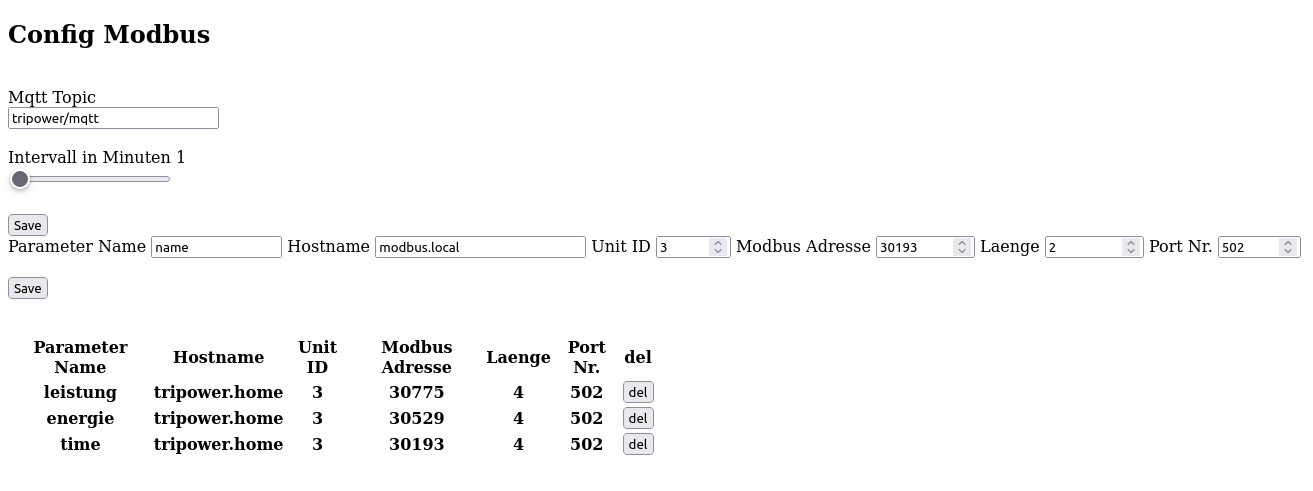 Config Modbus
Mqtt Topic
tripower/mqtt
Intervall in Minuten 1
Save
Parameter Name name Hostname modbus.local Unit ID 3 Modbus Adresse 30193 Laenge 2 Port Nr. 502
Save
Parameter Name Hostname Unit ID Modbus Adresse Laenge Port Nr. del
leistung tripower.home 3 30775 4 502 del
energie tripower.home 3 30529 4 502 del
time tripower.home 3 30193 4 502 del